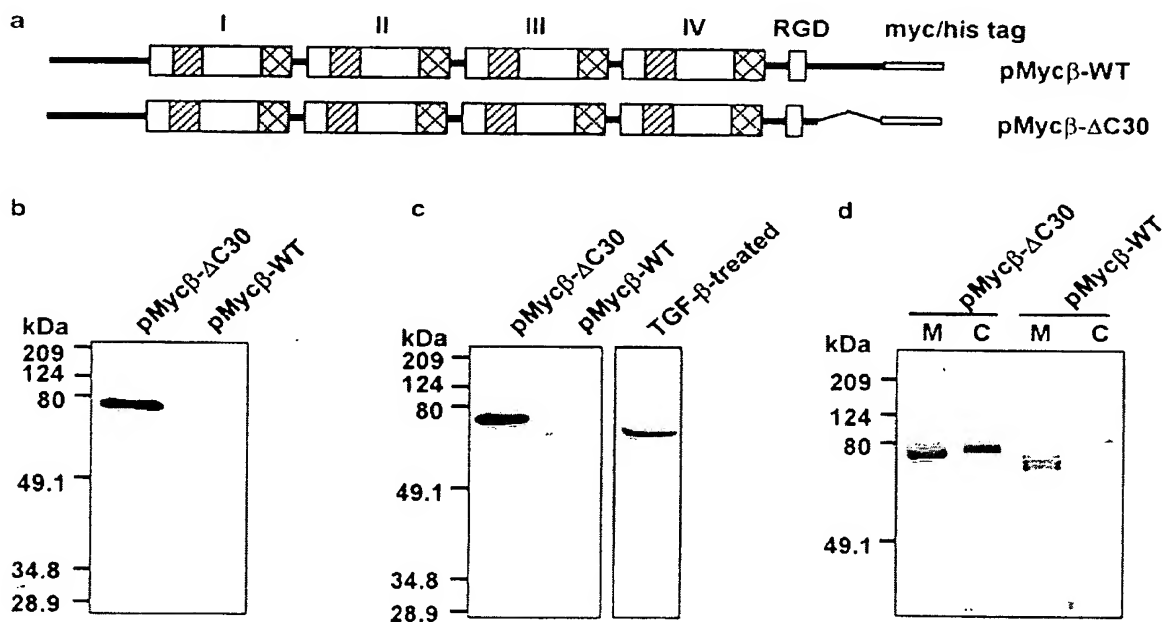 a
I II III IV RGD myc/his tag
pMycβ-WT
pMycβ-ΔC30
b
pMycβ-ΔC30
pMycβ-WT
kDa
209
124
80
49.1
34.8
28.9
c
pMycβ-ΔC30
pMycβ-WT
TGF-β-treated
kDa
209
124
80
49.1
34.8
28.9
d
pMycβ-ΔC30
pMycβ-WT
M C M C
kDa
209
124
80
49.1